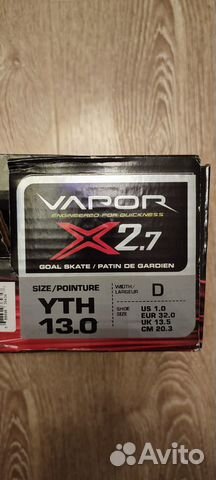 VAPOR
ENGINEERED FOR QUICKNESS
X2.7
GOAL SKATE / PATIN DE GARDIEN
SIZE/POINTURE
YTH
13.0
WIDTH/
LARGEUR
D
SHOE
SIZE
US 1.0
EUR 32.0
UK 13.5
CM 20.3
Avito